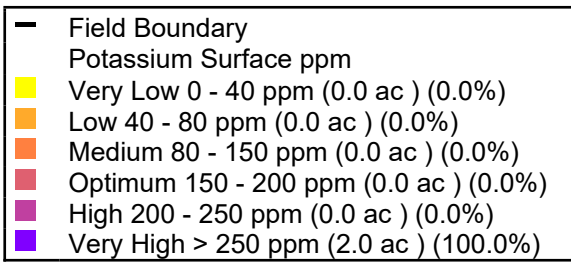 Field Boundary
Potassium Surface ppm
Very Low 0 - 40 ppm (0.0 ac ) (0.0%)
Low 40 - 80 ppm (0.0 ac ) (0.0%)
Medium 80 - 150 ppm (0.0 ac ) (0.0%)
Optimum 150 - 200 ppm (0.0 ac ) (0.0%)
High 200 - 250 ppm (0.0 ac ) (0.0%)
Very High > 250 ppm (2.0 ac ) (100.0%)